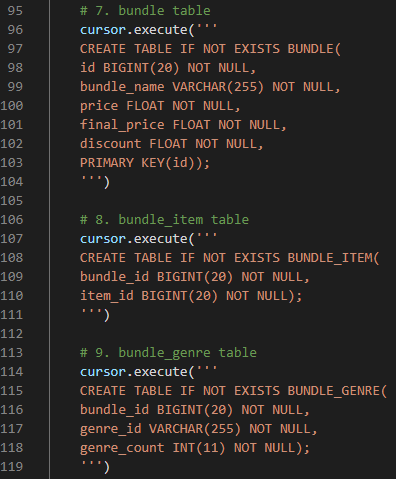 95 # 7. bundle table
96 cursor.execute('''
97 CREATE TABLE IF NOT EXISTS BUNDLE(
98 id BIGINT(20) NOT NULL,
99 bundle_name VARCHAR(255) NOT NULL,
100 price FLOAT NOT NULL,
101 final_price FLOAT NOT NULL,
102 discount FLOAT NOT NULL,
103 PRIMARY KEY(id));
104 ''')
105
106 # 8. bundle_item table
107 cursor.execute('''
108 CREATE TABLE IF NOT EXISTS BUNDLE_ITEM(
109 bundle_id BIGINT(20) NOT NULL,
110 item_id BIGINT(20) NOT NULL);
111 ''')
112
113 # 9. bundle_genre table
114 cursor.execute('''
115 CREATE TABLE IF NOT EXISTS BUNDLE_GENRE(
116 bundle_id BIGINT(20) NOT NULL,
117 genre_id VARCHAR(255) NOT NULL,
118 genre_count INT(11) NOT NULL);
119 ''')